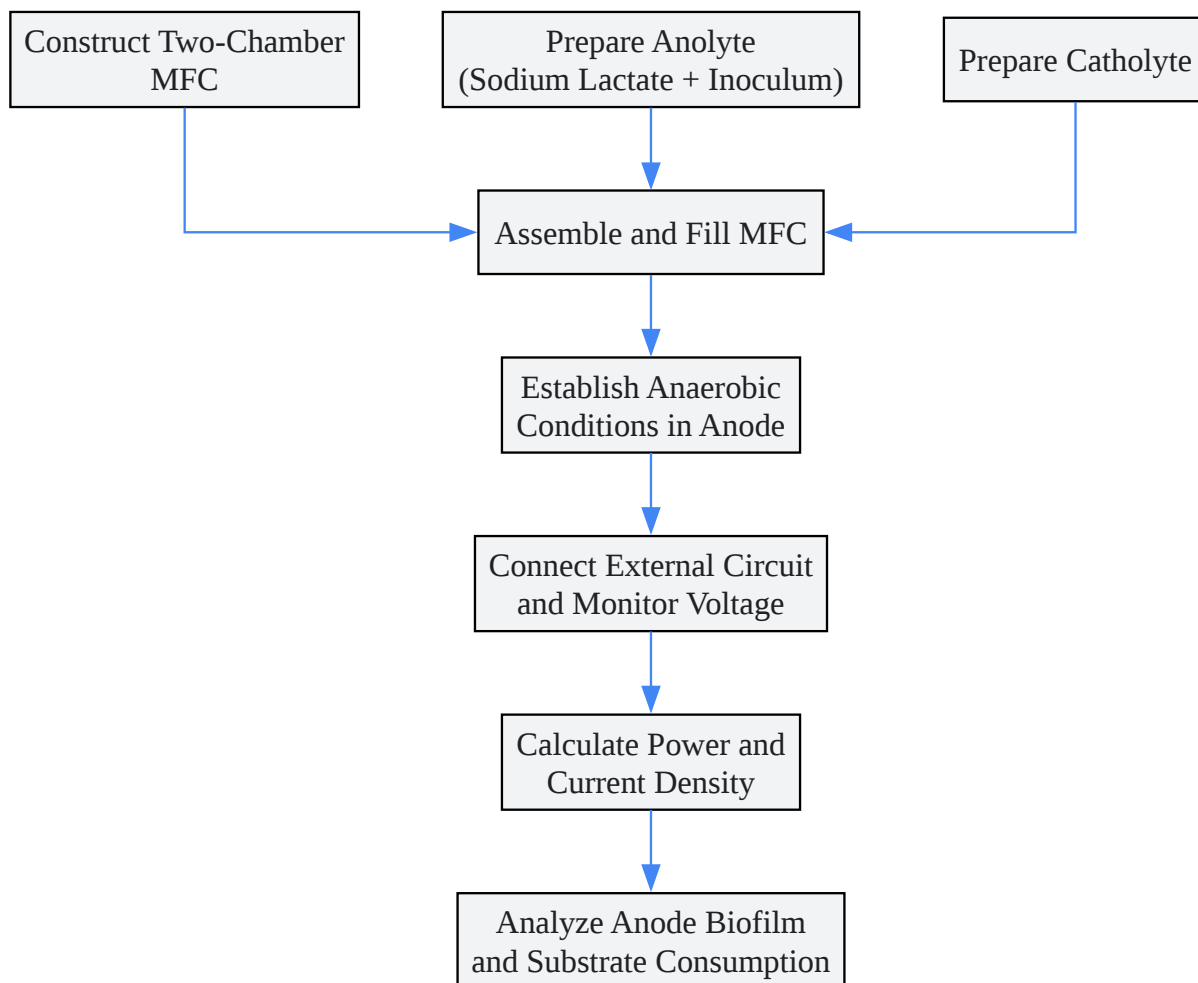 Construct Two-Chamber
MFC
Prepare Anolyte
(Sodium Lactate + Inoculum)
Prepare Catholyte
Assemble and Fill MFC
Establish Anaerobic
Conditions in Anode
Connect External Circuit
and Monitor Voltage
Calculate Power and
Current Density
Analyze Anode Biofilm
and Substrate Consumption